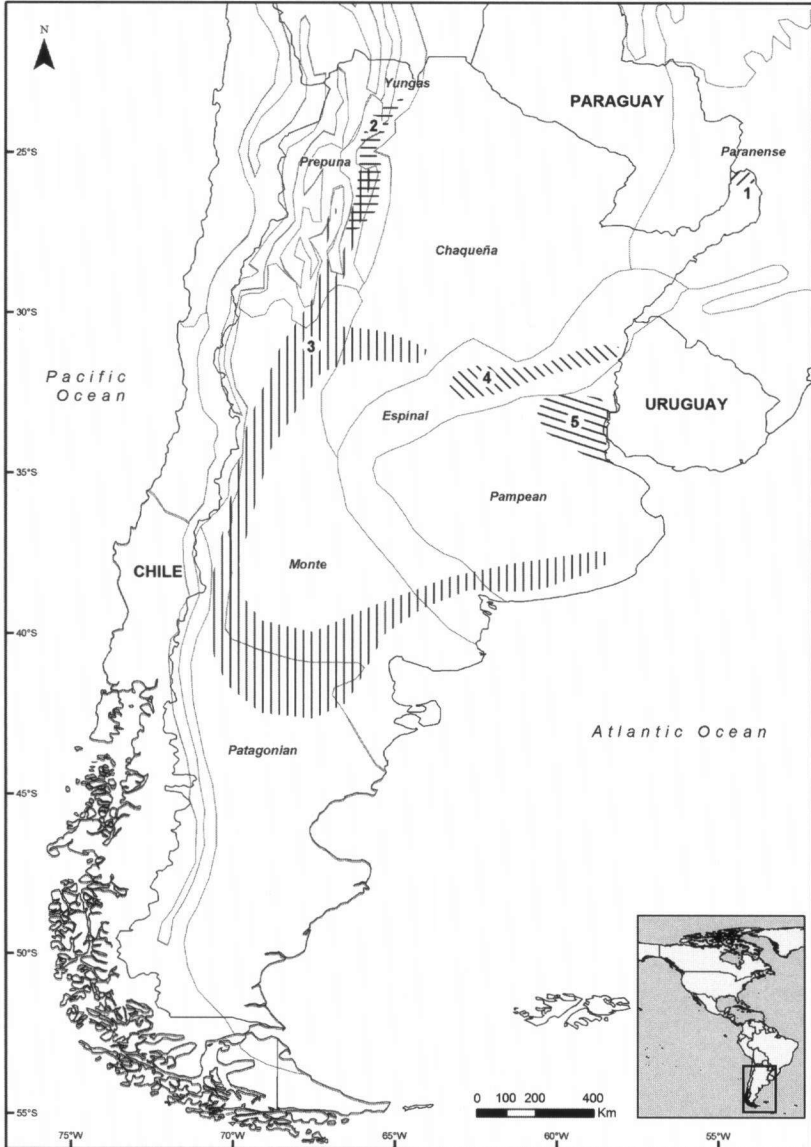 N
Yungas
PARAGUAY
2
25°S
Prepuna
Paranense
1
Chaqueña
30°S
3
Pacific
Ocean
4
Espinal
URUGUAY
5
35°S
Pampean
CHILE
Monte
40°S
Atlantic Ocean
Patagonian
45°S
50°S
0 100 200 400
Km
55°S
75°W 70°W 65°W 60°W 55°W